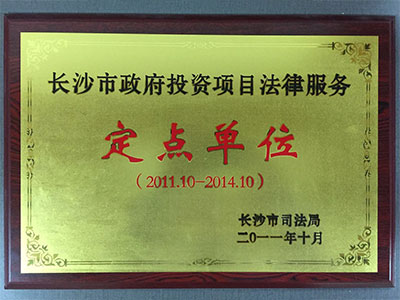 长沙市政府投资项目法律服务
定点单位
（2011.10-2014.10）
长沙市司法局
二〇一一年十月